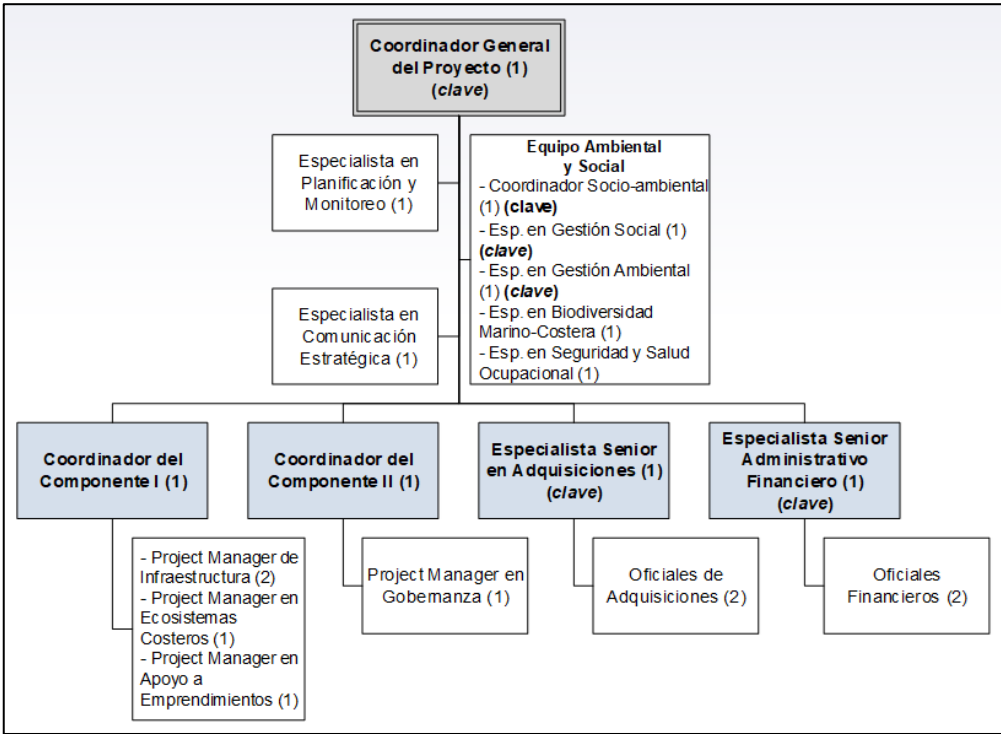 Coordinador General
del Proyecto (1)
(clave)
Especialista en
Planificación y
Monitoreo (1)
Equipo Ambiental
y Social
- Coordinador Socio-ambiental
(1) (clave)
- Esp. en Gestión Social (1)
(clave)
- Esp. en Gestión Ambiental
(1) (clave)
- Esp. en Biodiversidad
Marino-Costera (1)
- Esp. en Seguridad y Salud
Ocupacional (1)
Especialista en
Comunicación
Estratégica (1)
Coordinador del
Componente I (1)
Coordinador del
Componente II (1)
Especialista Senior
en Adquisiciones (1)
(clave)
Especialista Senior
Administrativo
Financiero (1)
(clave)
- Project Manager de
Infraestructura (2)
- Project Manager en
Ecosistemas
Costeros (1)
- Project Manager en
Apoyo a
Emprendimientos (1)
Project Manager en
Gobernanza (1)
Oficiales de
Adquisiciones (2)
Oficiales
Financieros (2)